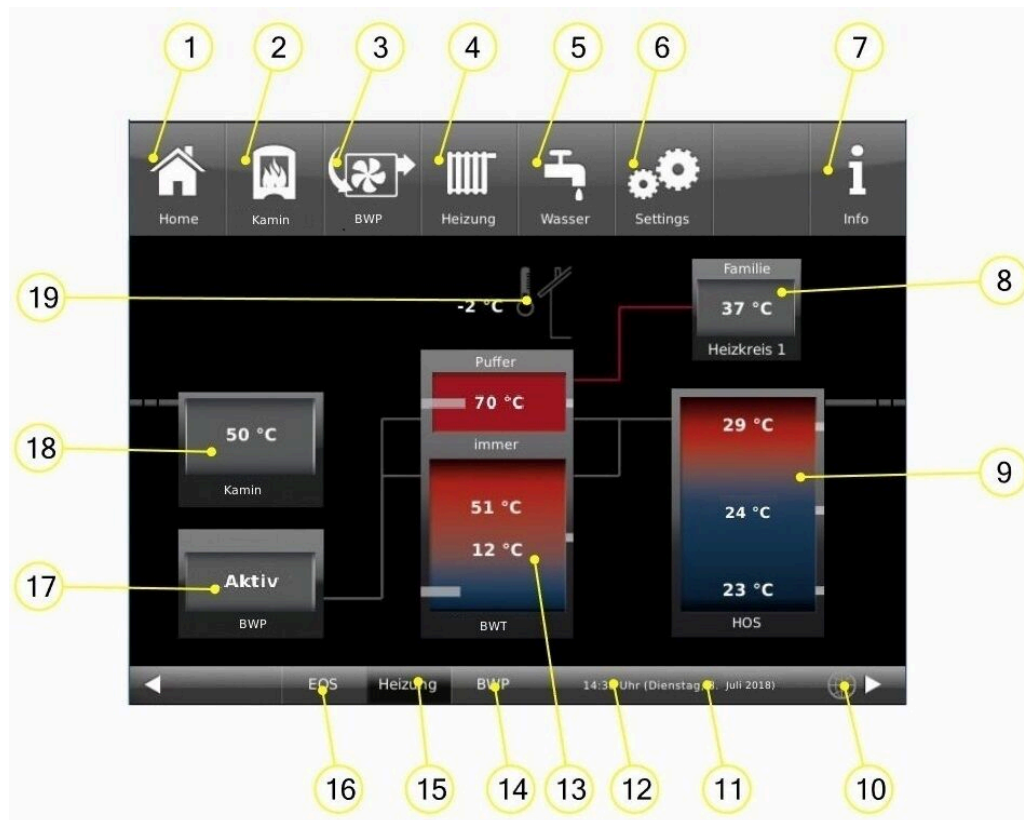 1 2 3 4 5 6 7
Home Kamin BWP Heizung Wasser Settings Info
19
-2 °C
Familie
37 °C
Heizkreis 1
8
Puffer
70 °C
immer
51 °C
12 °C
BWT
29 °C
24 °C
23 °C
HOS
9
18
50 °C
Kamin
17
Aktiv
BWP
EOS Heizung BWP Uhr (Dienstag, Juli 2018)
16 15 14 13 12 11 10